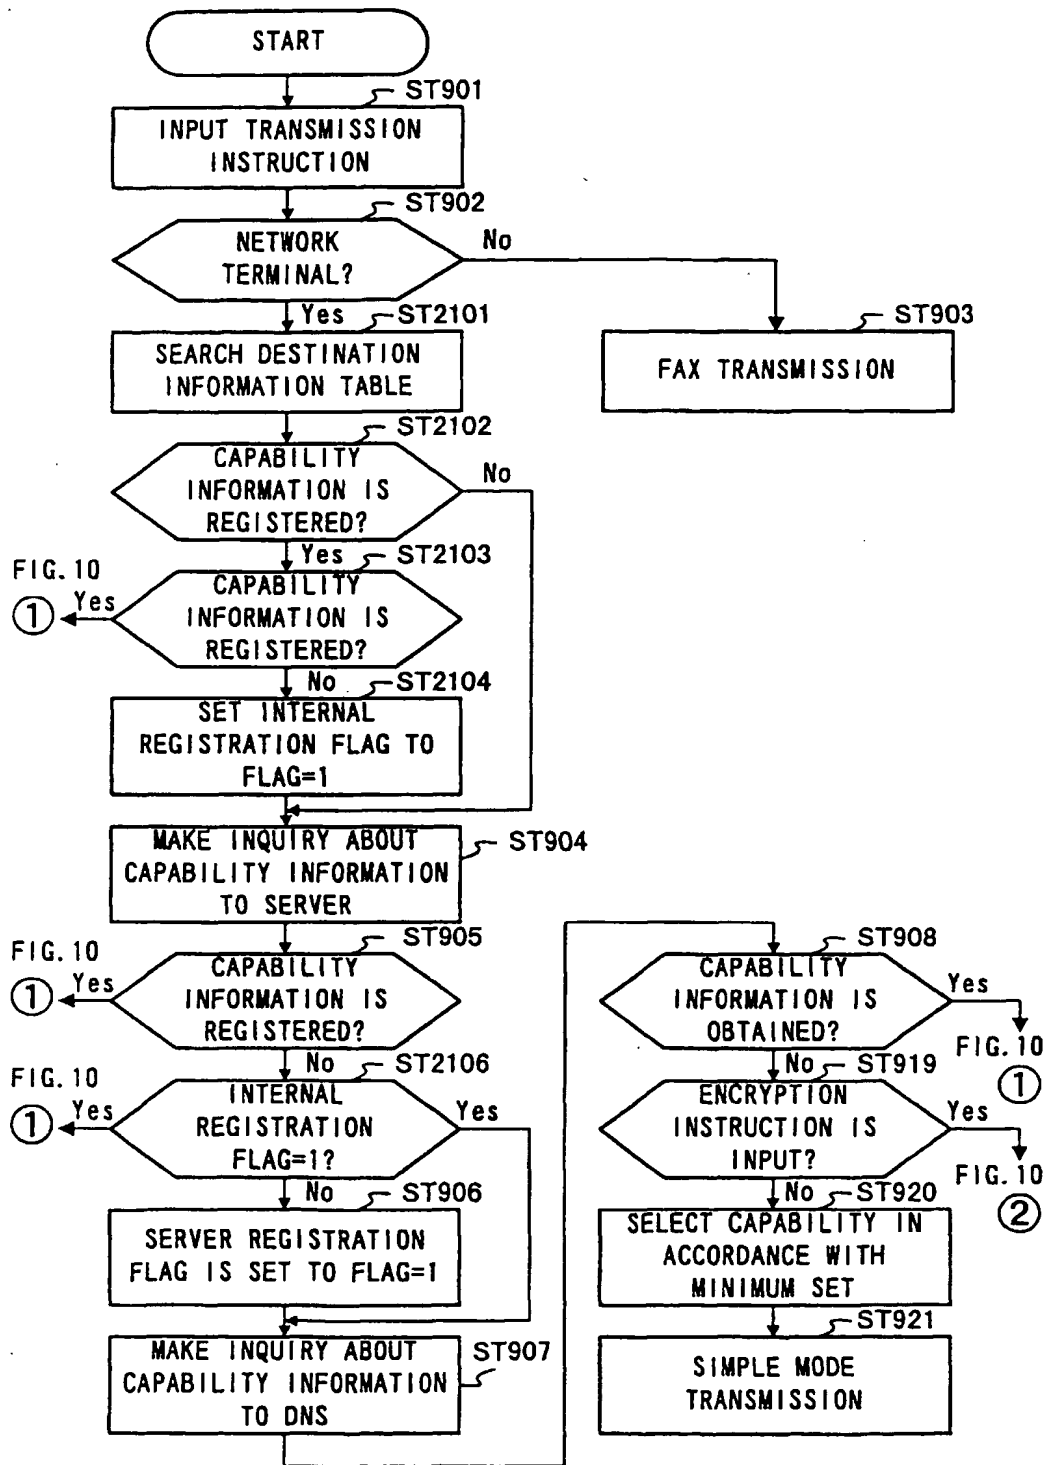 START
ST901
INPUT TRANSMISSION
INSTRUCTION
ST902
NETWORK
TERMINAL?
No
Yes
ST2101
ST903
SEARCH DESTINATION
INFORMATION TABLE
FAX TRANSMISSION
ST2102
CAPABILITY
INFORMATION IS
REGISTERED?
No
Yes
ST2103
FIG. 10
1
Yes
CAPABILITY
INFORMATION IS
REGISTERED?
No
ST2104
SET INTERNAL
REGISTRATION FLAG TO
FLAG=1
MAKE INQUIRY ABOUT
CAPABILITY INFORMATION
TO SERVER
ST904
ST905
FIG. 10
1
Yes
CAPABILITY
INFORMATION IS
REGISTERED?
No
ST2106
FIG. 10
1
Yes
INTERNAL
REGISTRATION
FLAG=1?
Yes
No
ST906
SERVER REGISTRATION
FLAG IS SET TO FLAG=1
MAKE INQUIRY ABOUT
CAPABILITY INFORMATION
TO DNS
ST907
ST908
CAPABILITY
INFORMATION IS
OBTAINED?
Yes
FIG. 10
1
No
ST919
ENCRYPTION
INSTRUCTION IS
INPUT?
Yes
FIG. 10
2
No
ST920
SELECT CAPABILITY IN
ACCORDANCE WITH
MINIMUM SET
ST921
SIMPLE MODE
TRANSMISSION